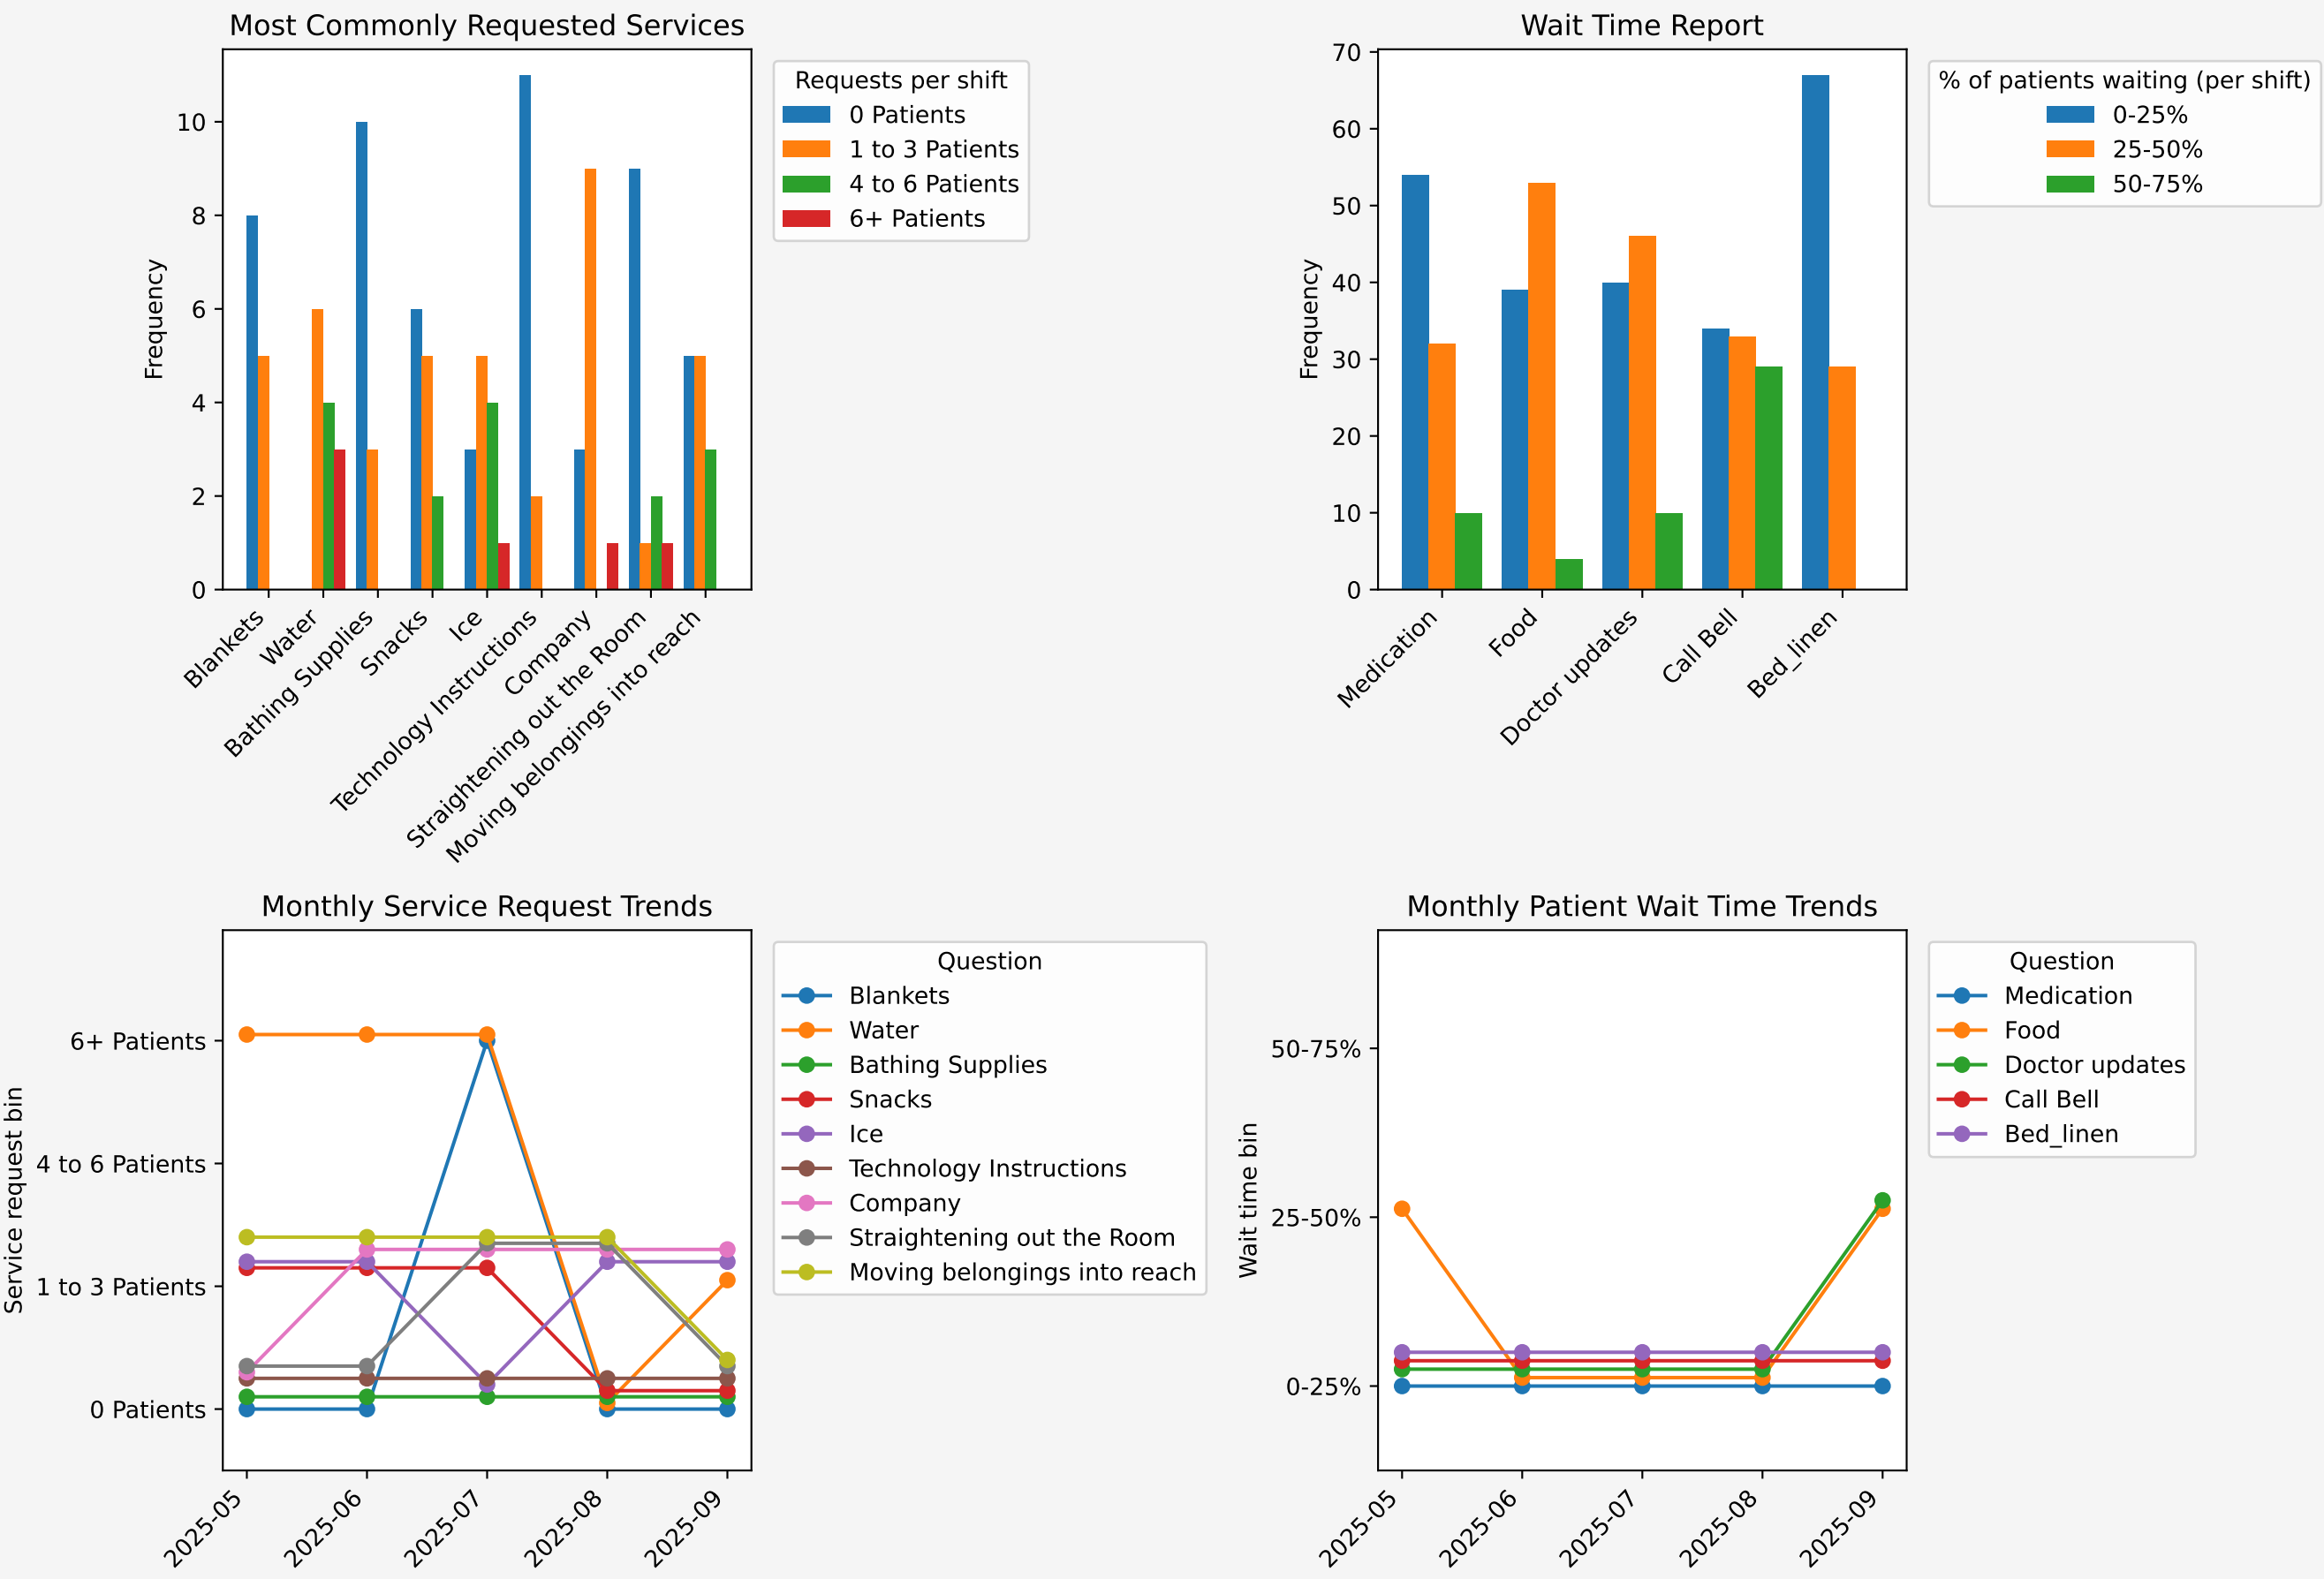 Most Commonly Requested Services
Frequency
10
8
6
4
2
0
Blankets
Water
Bathing Supplies
Snacks
Ice
Technology Instructions
Company
Straightening out the Room
Moving belongings into reach
Requests per shift
0 Patients
1 to 3 Patients
4 to 6 Patients
6+ Patients
Wait Time Report
Frequency
70
60
50
40
30
20
10
0
Medication
Food
Doctor updates
Call Bell
Bed_linen
% of patients waiting (per shift)
0-25%
25-50%
50-75%
Monthly Service Request Trends
Service request bin
6+ Patients
4 to 6 Patients
1 to 3 Patients
0 Patients
2025-05
2025-06
2025-07
2025-08
2025-09
Question
Blankets
Water
Bathing Supplies
Snacks
Ice
Technology Instructions
Company
Straightening out the Room
Moving belongings into reach
Monthly Patient Wait Time Trends
Wait time bin
50-75%
25-50%
0-25%
2025-05
2025-06
2025-07
2025-08
2025-09
Question
Medication
Food
Doctor updates
Call Bell
Bed_linen